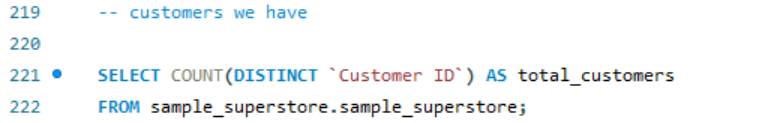 219 -- customers we have
220
221 SELECT COUNT(DISTINCT `Customer ID`) AS total_customers
222 FROM sample_superstore.sample_superstore;